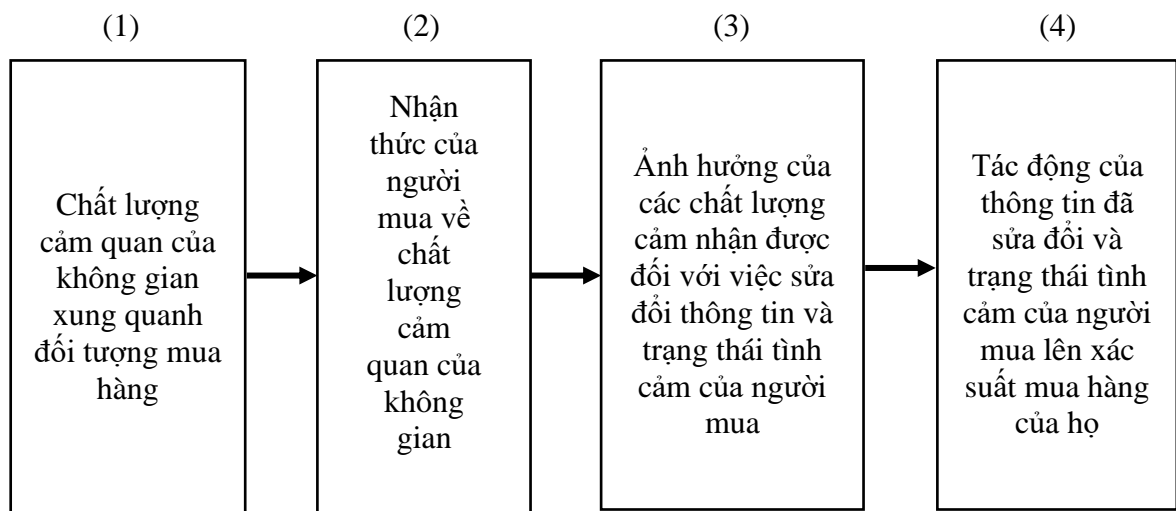 (1)
(2)
(3)
(4)
Chất lượng
cảm quan của
không gian
xung quanh
đối tượng mua
hàng
Nhận
thức của
người
mua về
chất
lượng
cảm
quan của
không
gian
Ảnh hưởng của
các chất lượng
cảm nhận được
đối với việc sửa
đổi thông tin và
trạng thái tình
cảm của người
mua
Tác động của
thông tin đã
sửa đổi và
trạng thái tình
cảm của người
mua lên xác
suất mua hàng
của họ